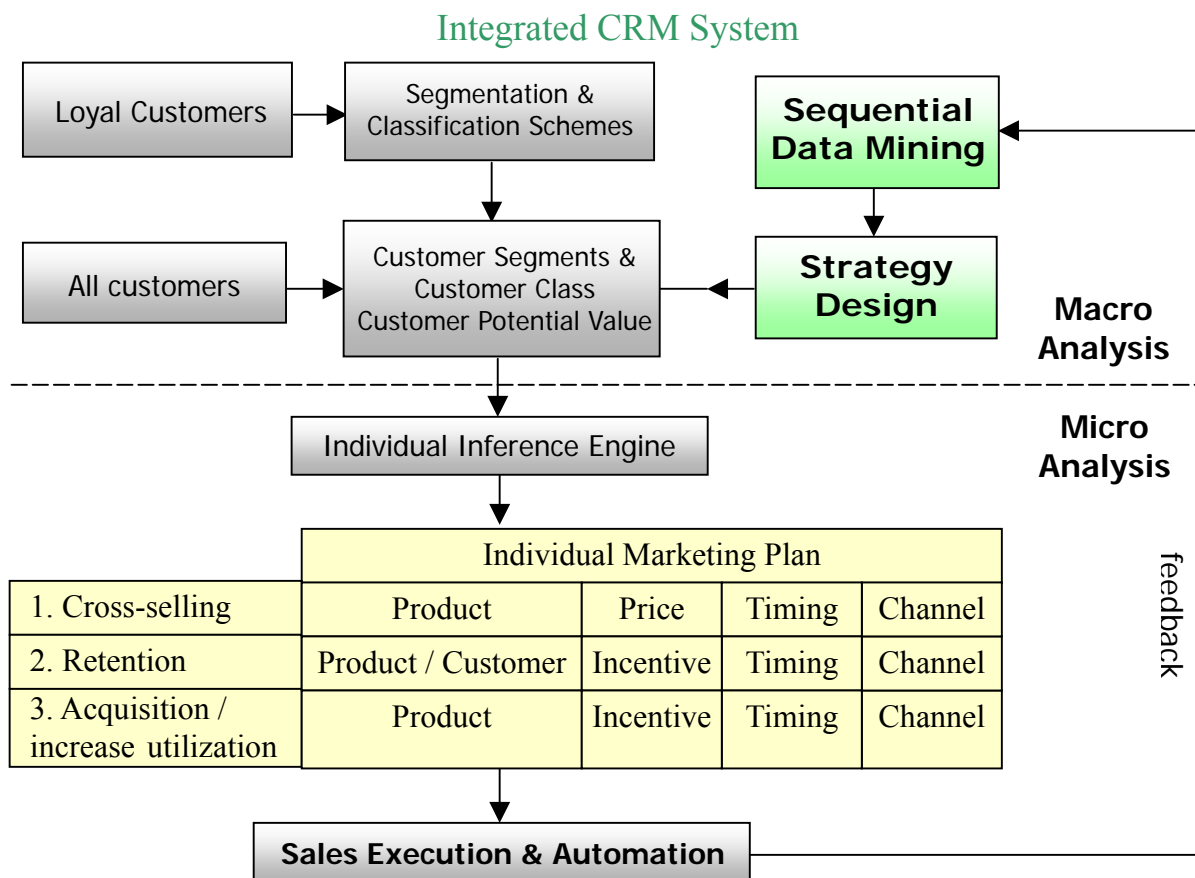 Integrated CRM System
Loyal Customers
Segmentation &
Classification Schemes
Sequential
Data Mining
All customers
Customer Segments &
Customer Class
Customer Potential Value
Strategy
Design
Macro
Analysis
Individual Inference Engine
Micro
Analysis
Individual Marketing Plan
1. Cross-selling Product Price Timing Channel
2. Retention Product / Customer Incentive Timing Channel
3. Acquisition /
increase utilization Product Incentive Timing Channel
feedback
Sales Execution & Automation